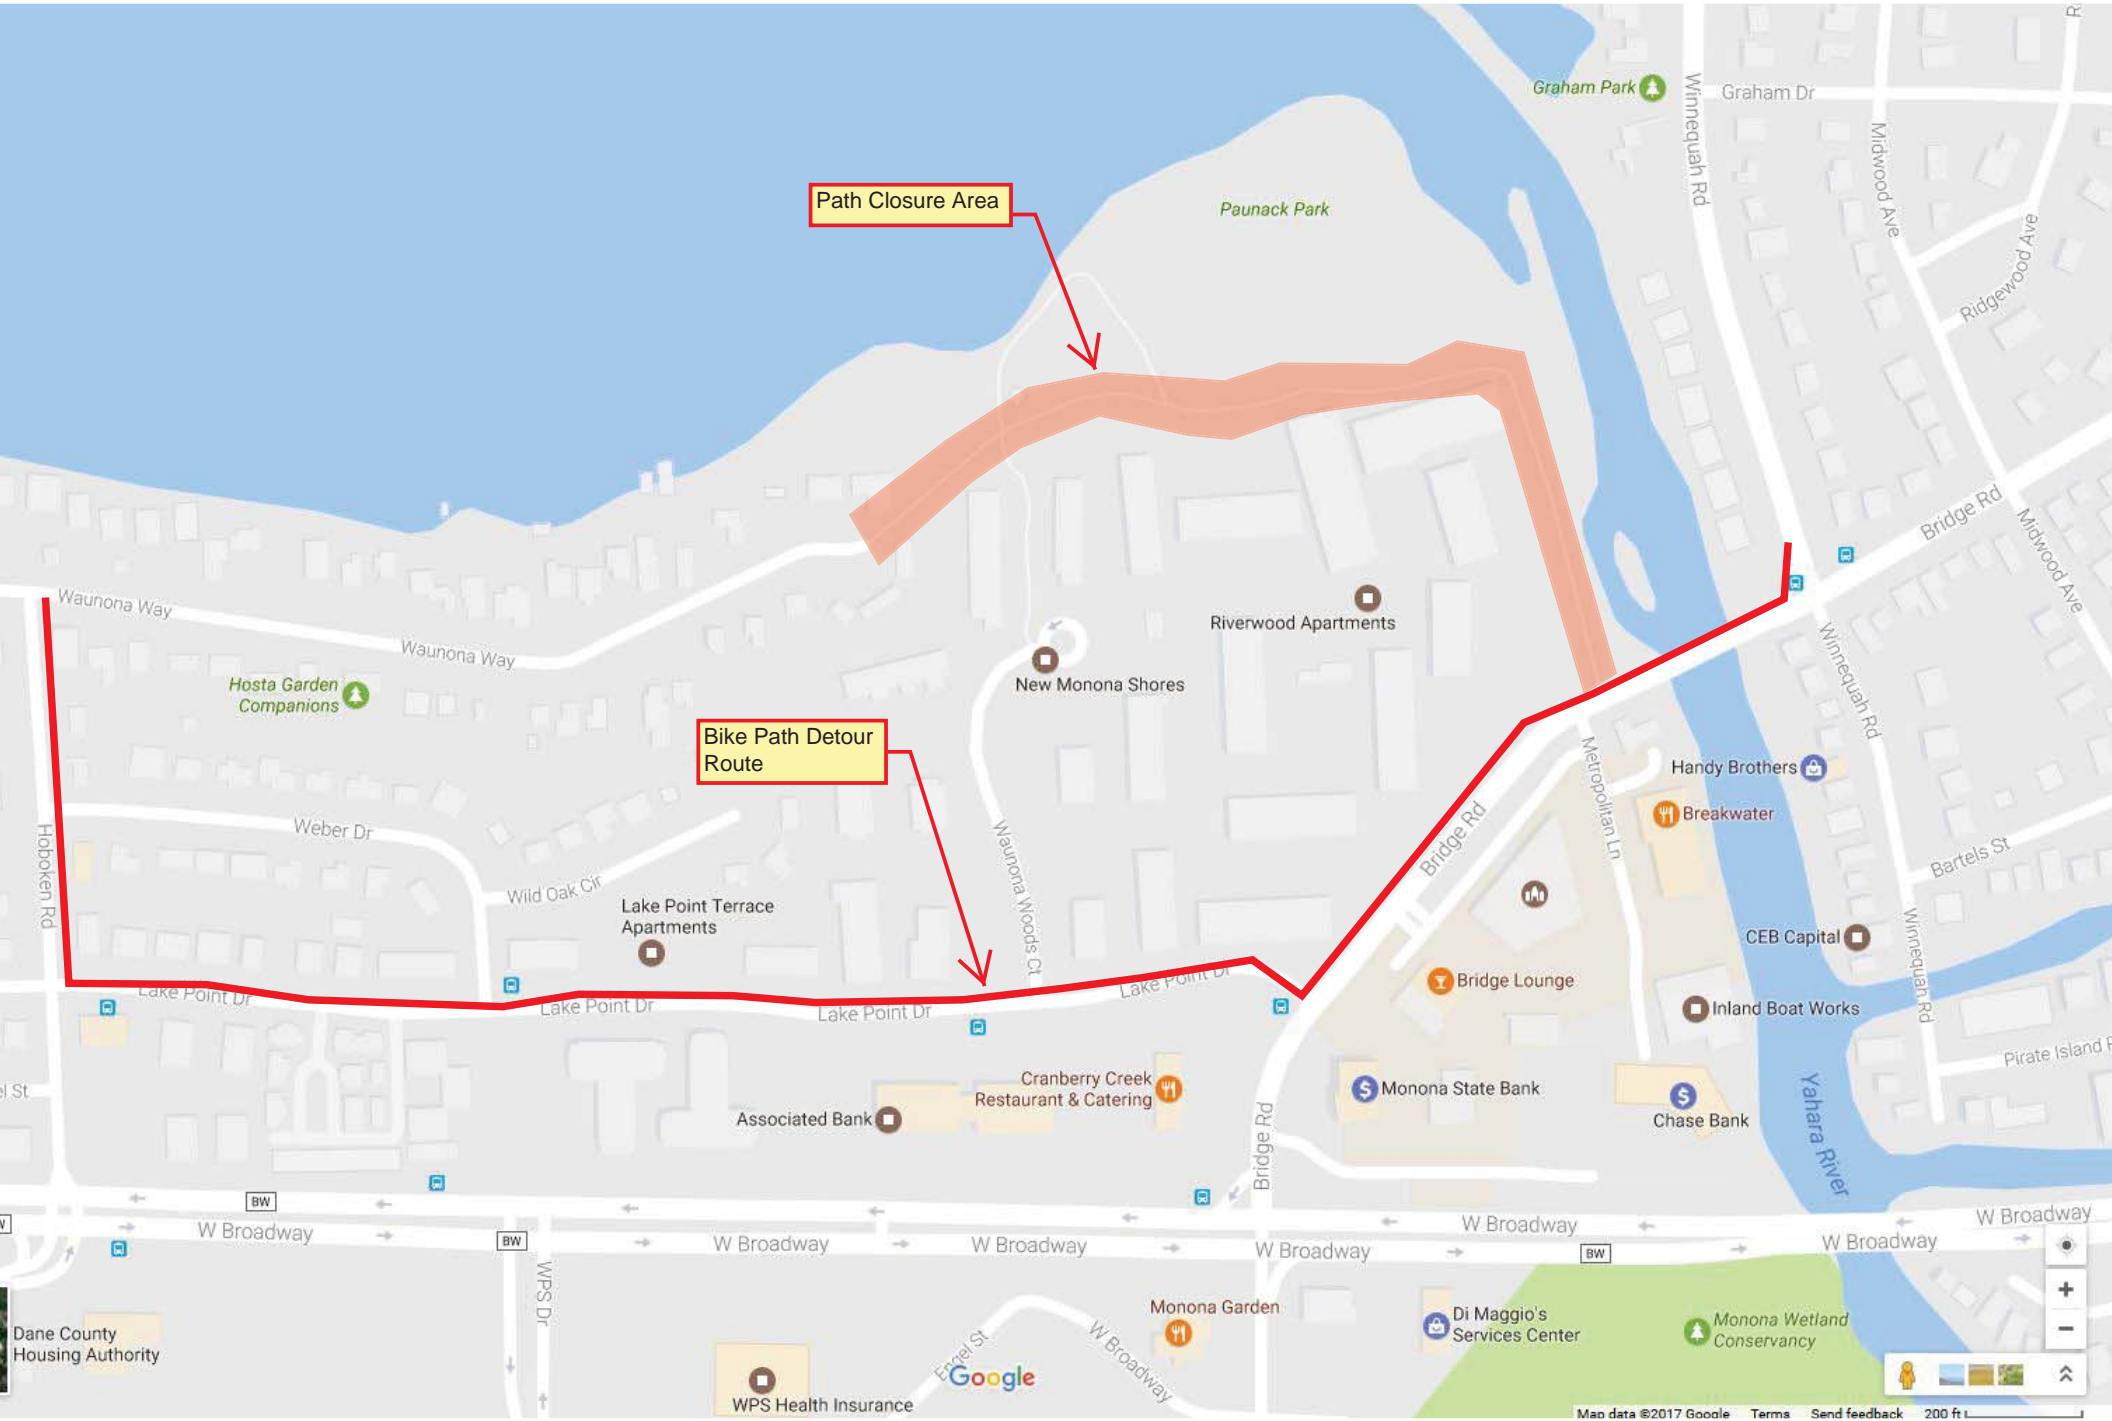 Graham Park
Graham Dr
Winnequah Rd
Midwood Ave
Path Closure Area
Paunack Park
Ridgewood Ave
Bridge Rd
Midwood Ave
Waunona Way
Waunona Way
Riverwood Apartments
New Monona Shores
Hosta Garden
Companions
Winnequah Rd
Bike Path Detour
Route
Metropolitan Ln
Handy Brothers
Breakwater
Weber Dr
Hoboken Rd
Bridge Rd
Waunona Woods Ct
Bartels St
Wild Oak Cir
Lake Point Terrace
Apartments
CEB Capital
Winnequah Rd
Bridge Lounge
Lake Point Dr
Lake Point Dr
Lake Point Dr
Lake Point Dr
Inland Boat Works
Pirate Island
el St
Cranberry Creek
Restaurant & Catering
Monona State Bank
Associated Bank
Chase Bank
Bridge Rd
Yahara River
BW
W Broadway
BW
W Broadway
W Broadway
W Broadway
W Broadway
BW
W Broadway
W Broadway
WPS Dr
Dane County
Housing Authority
Monona Garden
Di Maggio's
Services Center
Monona Wetland
Conservancy
Engel St
W Broadway
Google
WPS Health Insurance
Map data ©2017 Google Terms Send feedback 200 ft